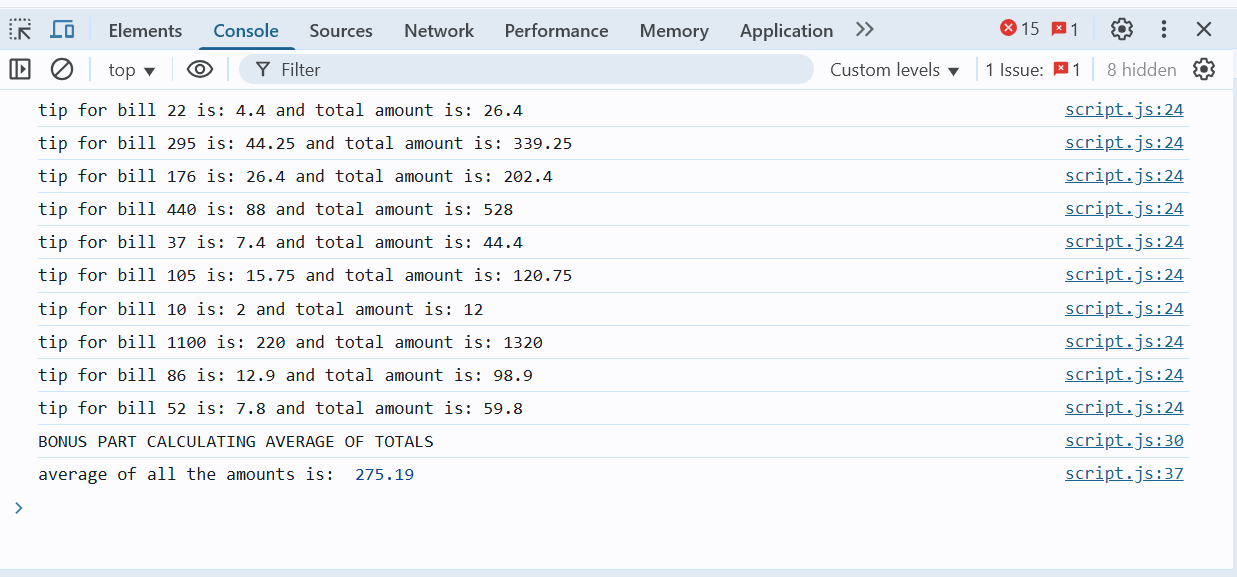 Elements Console Sources Network Performance Memory Application 15 1
top Filter Custom levels 1 Issue: 1 8 hidden
tip for bill 22 is: 4.4 and total amount is: 26.4 script.js:24
tip for bill 295 is: 44.25 and total amount is: 339.25 script.js:24
tip for bill 176 is: 26.4 and total amount is: 202.4 script.js:24
tip for bill 440 is: 88 and total amount is: 528 script.js:24
tip for bill 37 is: 7.4 and total amount is: 44.4 script.js:24
tip for bill 105 is: 15.75 and total amount is: 120.75 script.js:24
tip for bill 10 is: 2 and total amount is: 12 script.js:24
tip for bill 1100 is: 220 and total amount is: 1320 script.js:24
tip for bill 86 is: 12.9 and total amount is: 98.9 script.js:24
tip for bill 52 is: 7.8 and total amount is: 59.8 script.js:24
BONUS PART CALCULATING AVERAGE OF TOTALS script.js:30
average of all the amounts is: 275.19 script.js:37